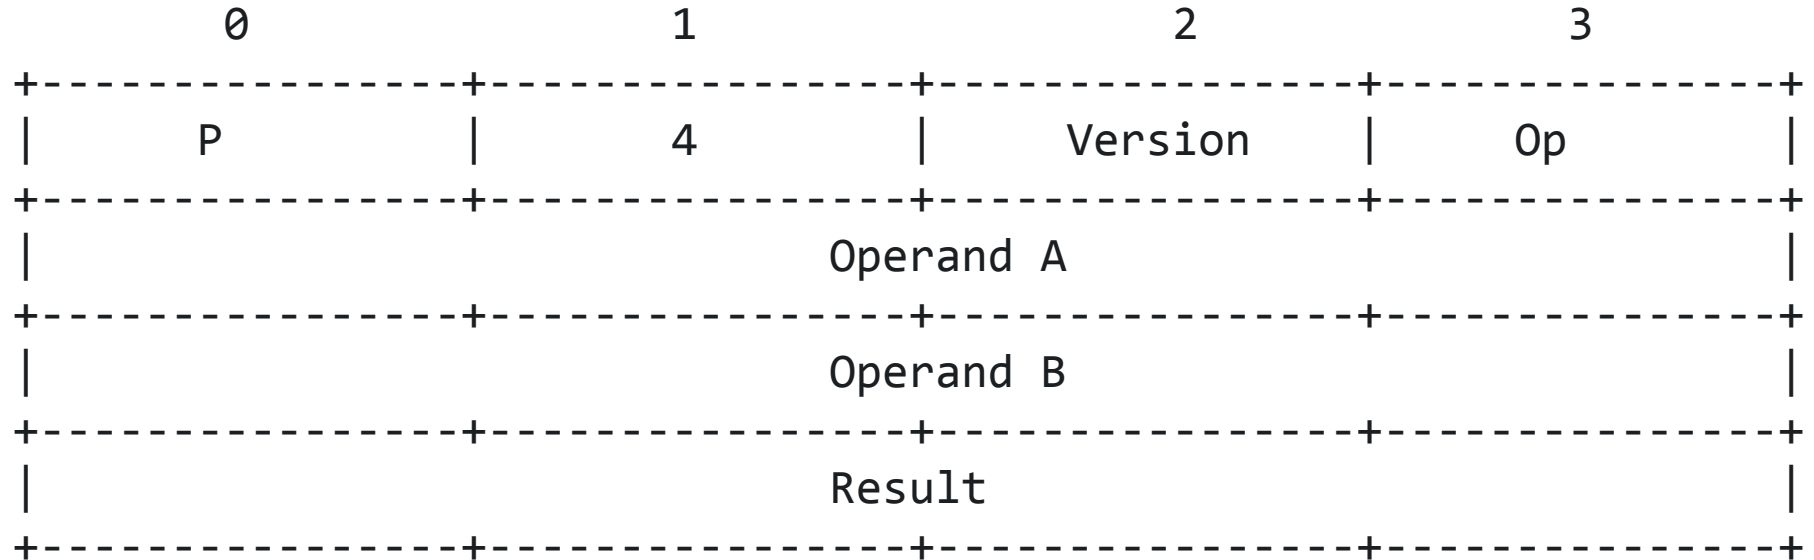 0 1 2 3
+----------------+----------------+----------------+---------------+
| P | 4 | Version | Op |
+----------------+----------------+----------------+---------------+
| Operand A |
+----------------+----------------+----------------+---------------+
| Operand B |
+----------------+----------------+----------------+---------------+
| Result |
+----------------+----------------+----------------+---------------+